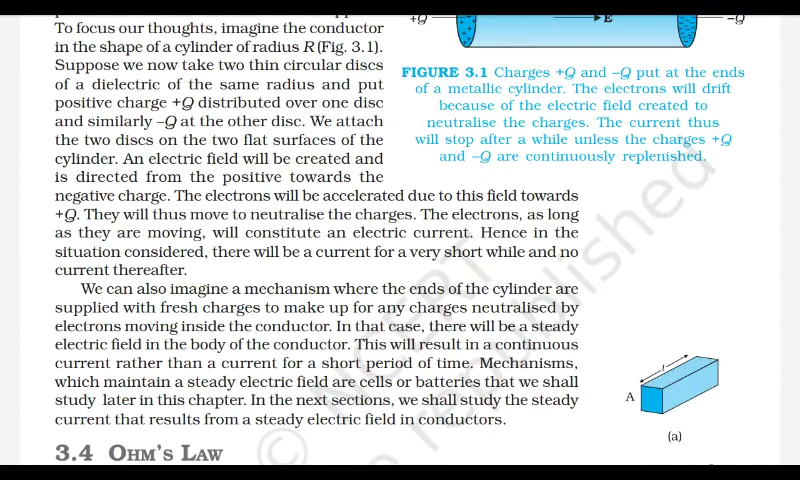 To focus our thoughts, imagine the conductor
in the shape of a cylinder of radius R (Fig. 3.1).
Suppose we now take two thin circular discs
of a dielectric of the same radius and put
positive charge +Q distributed over one disc
and similarly –Q at the other disc. We attach
the two discs on the two flat surfaces of the
cylinder. An electric field will be created and
is directed from the positive towards the
negative charge. The electrons will be accelerated due to this field towards
+Q. They will thus move to neutralise the charges. The electrons, as long
as they are moving, will constitute an electric current. Hence in the
situation considered, there will be a current for a very short while and no
current thereafter.
We can also imagine a mechanism where the ends of the cylinder are
supplied with fresh charges to make up for any charges neutralised by
electrons moving inside the conductor. In that case, there will be a steady
electric field in the body of the conductor. This will result in a continuous
current rather than a current for a short period of time. Mechanisms,
which maintain a steady electric field are cells or batteries that we shall
study later in this chapter. In the next sections, we shall study the steady
current that results from a steady electric field in conductors.
3.4 OHM'S LAW
+Q
E
–Q
FIGURE 3.1 Charges +Q and –Q put at the ends
of a metallic cylinder. The electrons will drift
because of the electric field created to
neutralise the charges. The current thus
will stop after a while unless the charges +Q
and –Q are continuously replenished.
l
A
(a)
© NCERT
republished